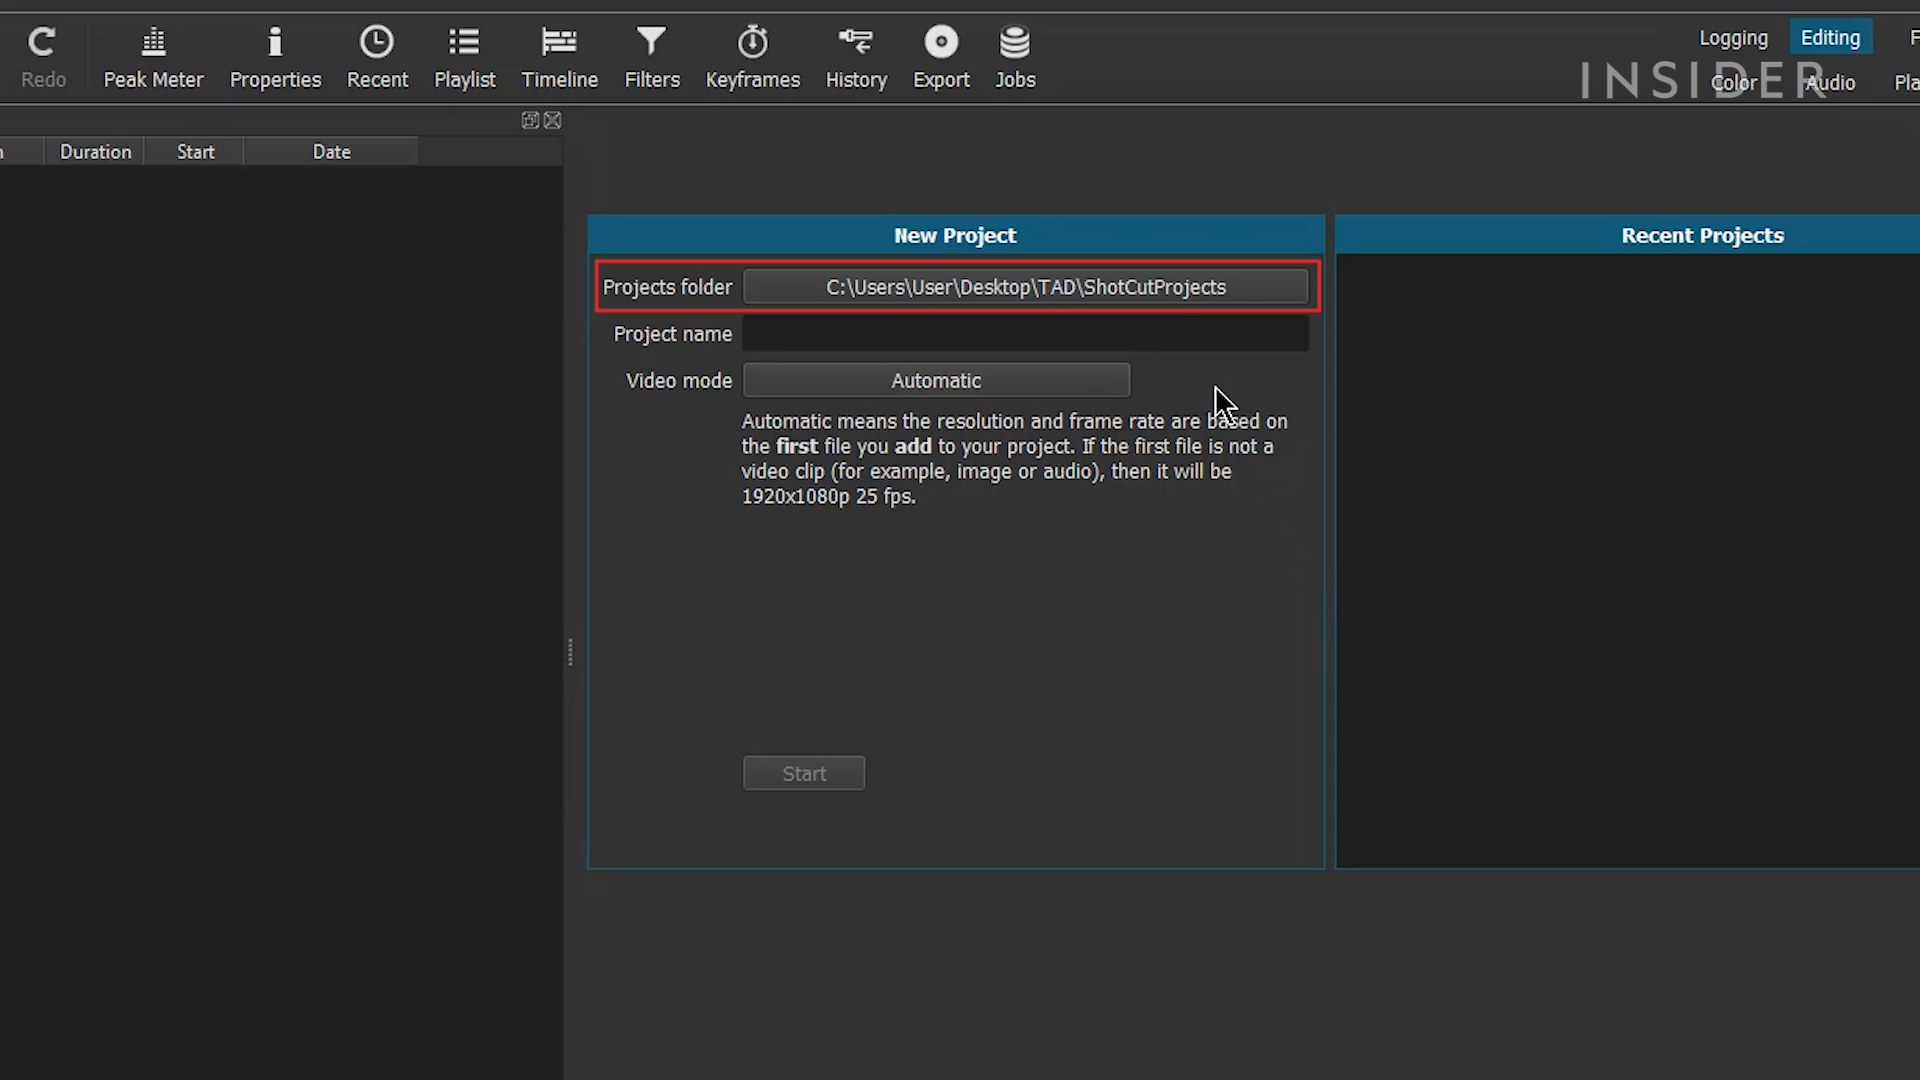 Redo
Peak Meter
Properties
Recent
Playlist
Timeline
Filters
Keyframes
History
Export
Jobs
Logging
Editing
INSIDER
Color
Audio
Duration
Start
Date
New Project
Recent Projects
Projects folder
C:\Users\User\Desktop\TAD\ShotCutProjects
Project name
Video mode
Automatic
Automatic means the resolution and frame rate are based on
the first file you add to your project. If the first file is not a
video clip (for example, image or audio), then it will be
1920x1080p 25 fps.
Start